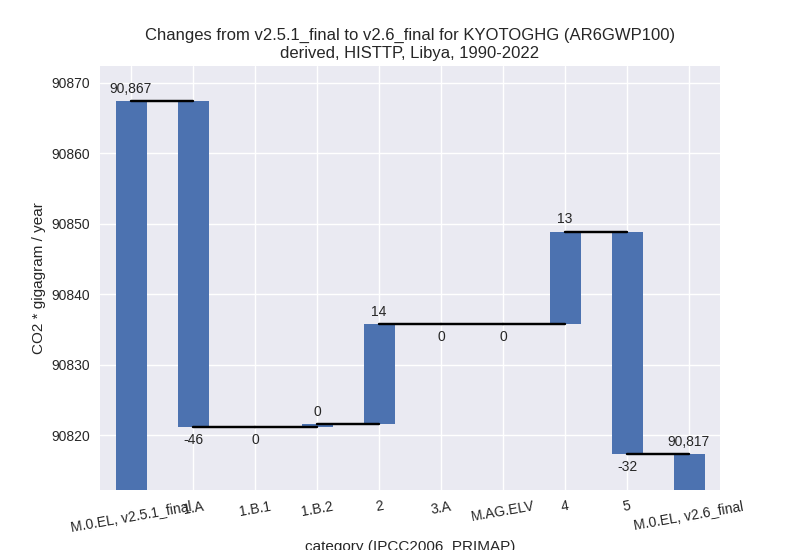 Changes from v2.5.1_final to v2.6_final for KYOTOGHG (AR6GWP100)
derived, HISTTP, Libya, 1990-2022
CO2 * gigagram / year
90870
90860
90850
90840
90830
90820
90,867
-46
0
0
14
0
0
13
-32
90,817
M.0.EL, v2.5.1_final
1.A
1.B.1
1.B.2
2
3.A
M.AG.ELV
4
5
M.0.EL, v2.6_final
category (IPCC2006_PRIMAP)